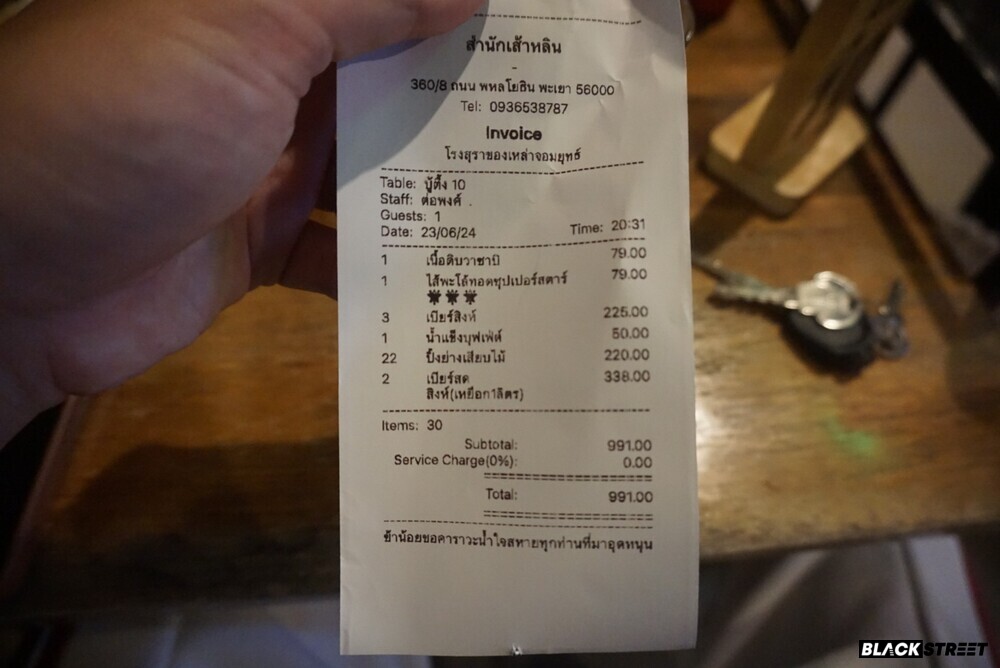 สำนักเส้าหลิน
-
360/8 ถนน พหลโยธิน พะเยา 56000
Tel: 0936538787
Invoice
โรงสุราของเหล่าจอมยุทธ์
Table: บู๊ตึ๊ง 10
Staff: ต่อพงศ์ .
Guests: 1
Date: 23/06/24 Time: 20:31
1 เนื้อดิบวาซาบิ 79.00
1 ไส้พะโล้ทอดซุปเปอร์สตาร์ 79.00
✷ ✷ ✷
3 เบียร์สิงห์ 225.00
1 น้ำแข็งบุฟเฟ่ต์ 50.00
22 ปิ้งย่างเสียบไม้ 220.00
2 เบียร์สด 338.00
สิงห์(เหยือก1ลิตร)
Items: 30
Subtotal: 991.00
Service Charge(0%): 0.00
Total: 991.00
ข้าน้อยขอคาราวะน้ำใจสหายทุกท่านที่มาอุดหนุน
BLACKSTREET